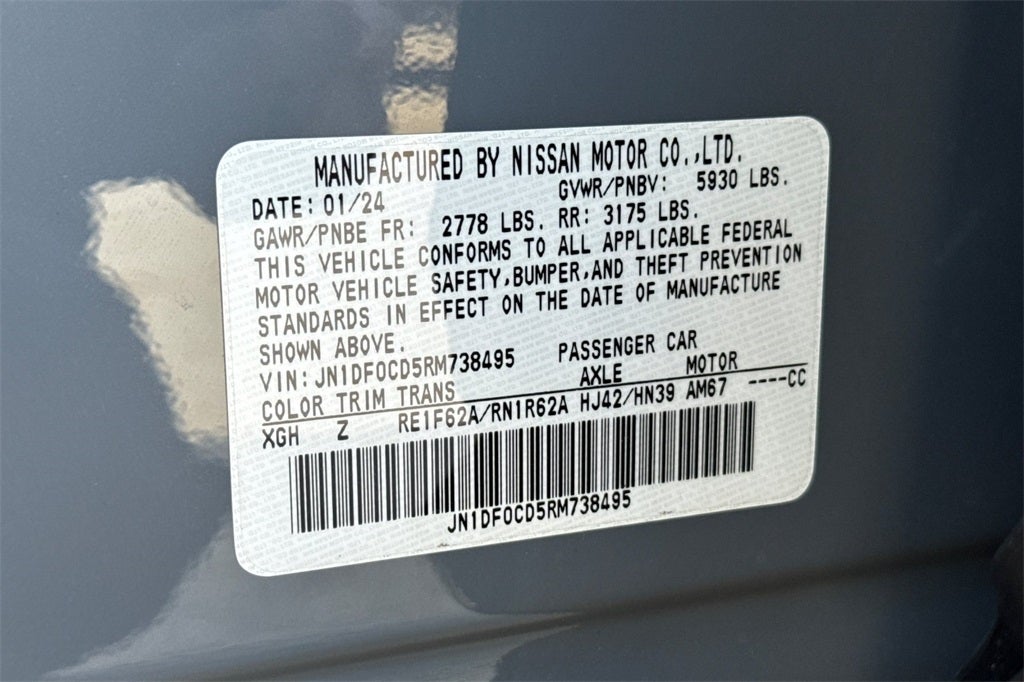 MANUFACTURED BY NISSAN MOTOR CO.,LTD.
DATE: 01/24 GVWR/PNBV: 5930 LBS.
GAWR/PNBE FR: 2778 LBS. RR: 3175 LBS.
THIS VEHICLE CONFORMS TO ALL APPLICABLE FEDERAL
MOTOR VEHICLE SAFETY,BUMPER,AND THEFT PREVENTION
STANDARDS IN EFFECT ON THE DATE OF MANUFACTURE
SHOWN ABOVE.
VIN: JN1DF0CD5RM738495 PASSENGER CAR
COLOR TRIM TRANS AXLE MOTOR
XGH Z RE1F62A/RN1R62A HJ42/HN39 AM67 ----CC
JN1DF0CD5RM738495